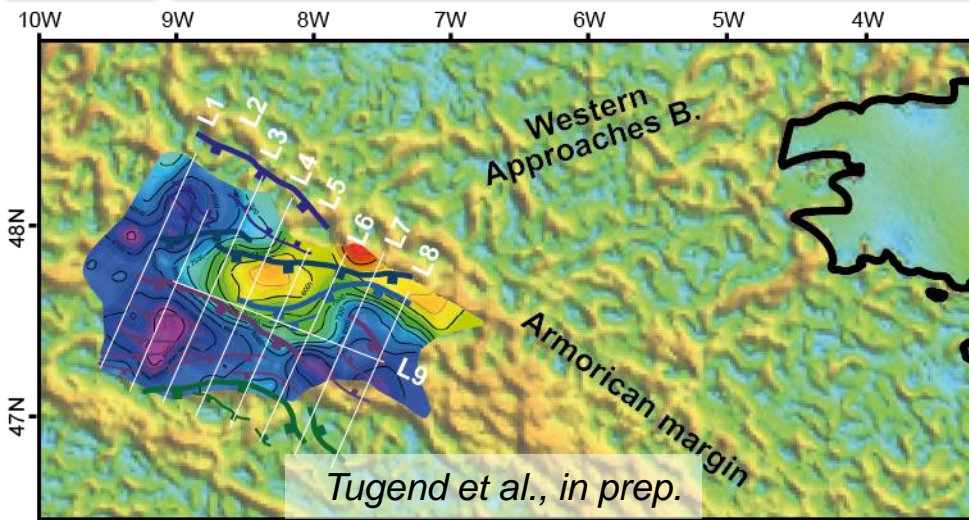 10W 9W 8W 7W 6W 5W 4W
L1
L2
L3
L4
L5
L6
L7
L8
L9
48N
47N
Western
Approaches B.
Armorican margin
Tugend et al., in prep.